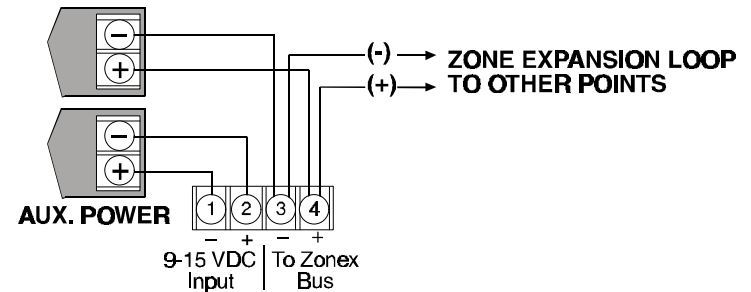 −
+
(-)
(+)
ZONE EXPANSION LOOP
TO OTHER POINTS
−
+
AUX. POWER
1 2 3 4
− + − +
9-15 VDC Input
To Zonex Bus